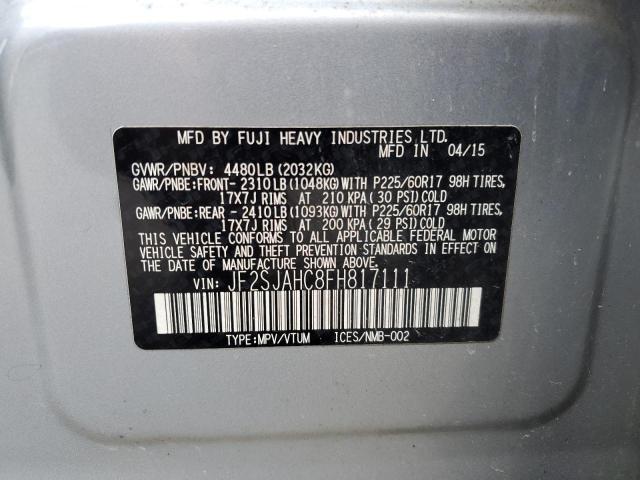 MFD BY FUJI HEAVY INDUSTRIES LTD.
MFD IN 04/15
GVWR/PNBV: 4480LB (2032KG)
GAWR/PNBE:FRONT- 2310LB (1048KG) WITH P225/60R17 98H TIRES,
17X7J RIMS AT 210 KPA (30 PSI) COLD
GAWR/PNBE:REAR - 2410LB (1093KG) WITH P225/60R17 98H TIRES,
17X7J RIMS AT 200 KPA (29 PSI) COLD
THIS VEHICLE CONFORMS TO ALL APPLICABLE FEDERAL MOTOR
VEHICLE SAFETY AND THEFT PREVENTION STANDARDS IN EFFECT
ON THE DATE OF MANUFACTURE SHOWN ABOVE.
VIN: JF2SJAHC8FH817111
TYPE:MPV/VTUM ICES/NMB-002